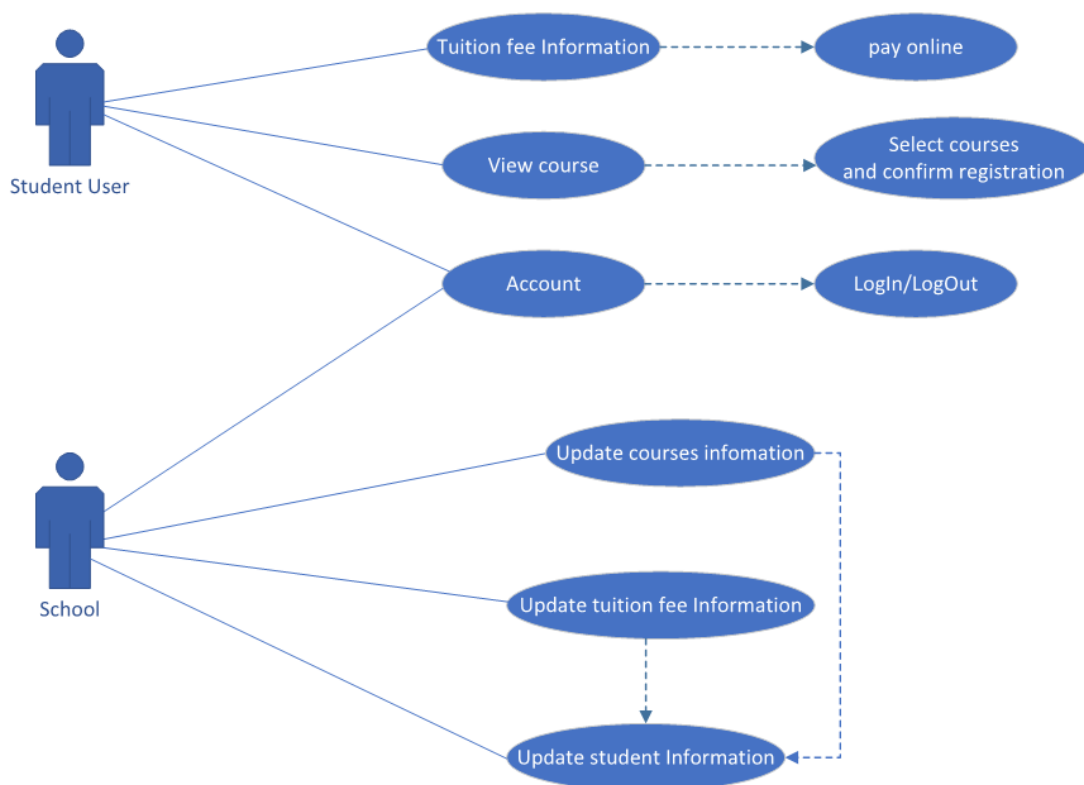 Tuition fee Information
pay online
View course
Select courses
and confirm registration
Student User
Account
LogIn/LogOut
Update courses infomation
School
Update tuition fee Information
Update student Information